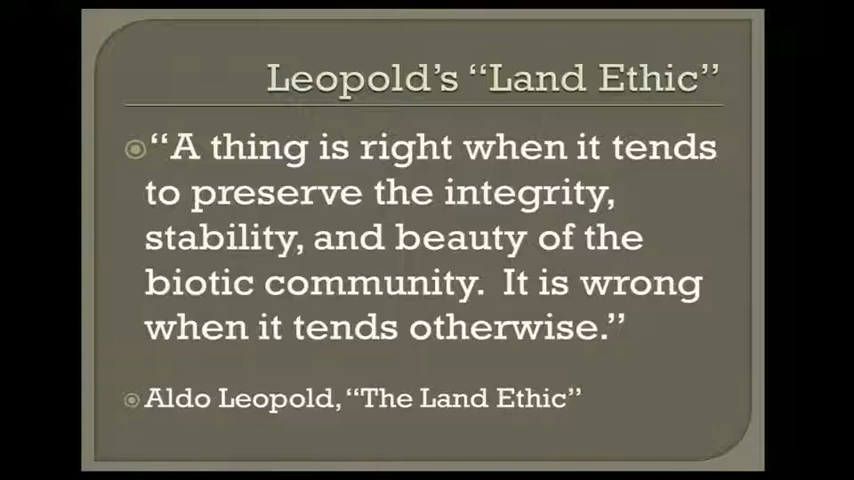 Leopold’s “Land Ethic”
“A thing is right when it tends
to preserve the integrity,
stability, and beauty of the
biotic community.  It is wrong
when it tends otherwise.”
Aldo Leopold, “The Land Ethic”